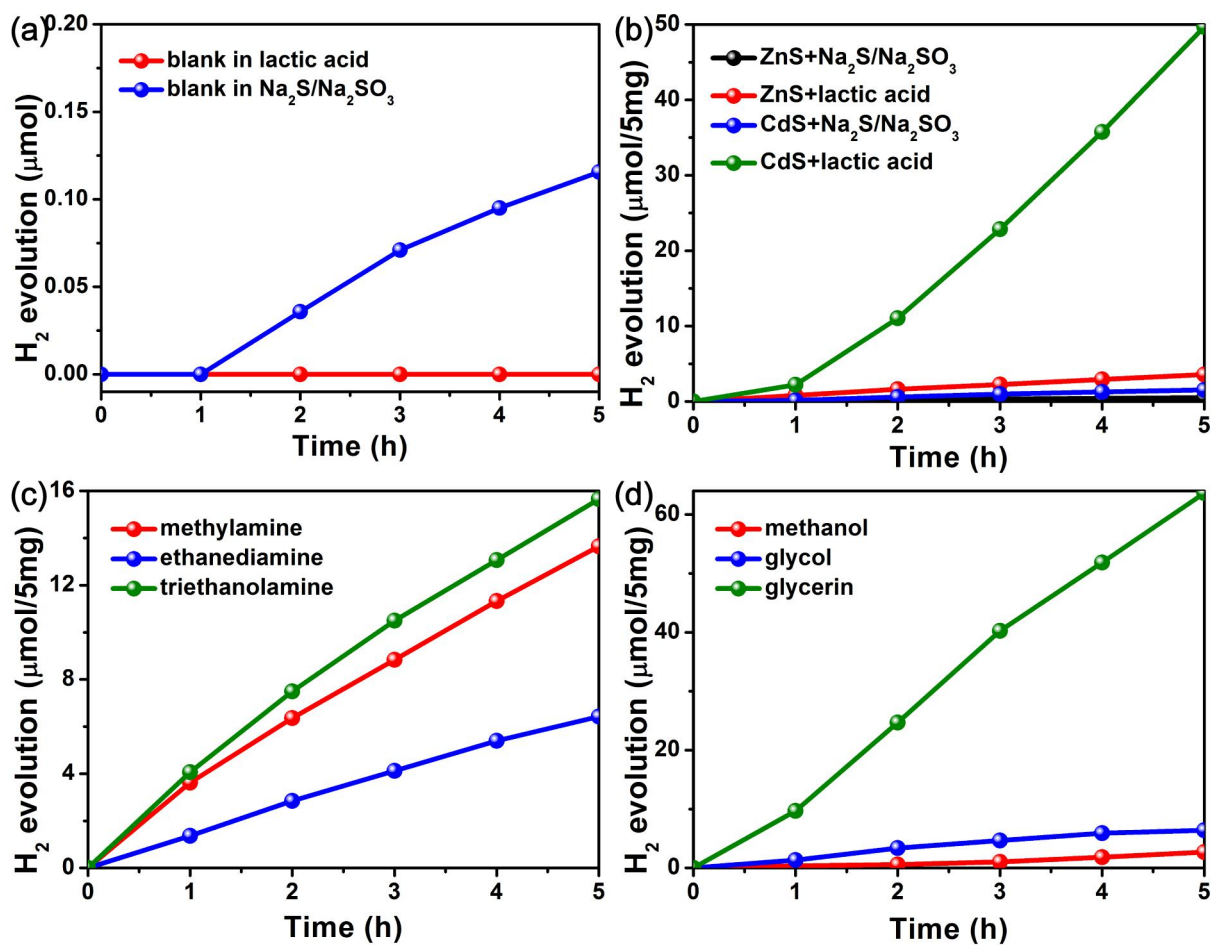 (a)
0.20
0.15
0.10
0.05
0.00
H₂ evolution (μmol)
blank in lactic acid
blank in Na₂S/Na₂SO₃
0 1 2 3 4 5
Time (h)
(b)
50
40
30
20
10
0
H₂ evolution (μmol/5mg)
ZnS+Na₂S/Na₂SO₃
ZnS+lactic acid
CdS+Na₂S/Na₂SO₃
CdS+lactic acid
0 1 2 3 4 5
Time (h)
(c)
16
12
8
4
0
H₂ evolution (μmol/5mg)
methylamine
ethanediamine
triethanolamine
0 1 2 3 4 5
Time (h)
(d)
60
40
20
0
H₂ evolution (μmol/5mg)
methanol
glycol
glycerin
0 1 2 3 4 5
Time (h)